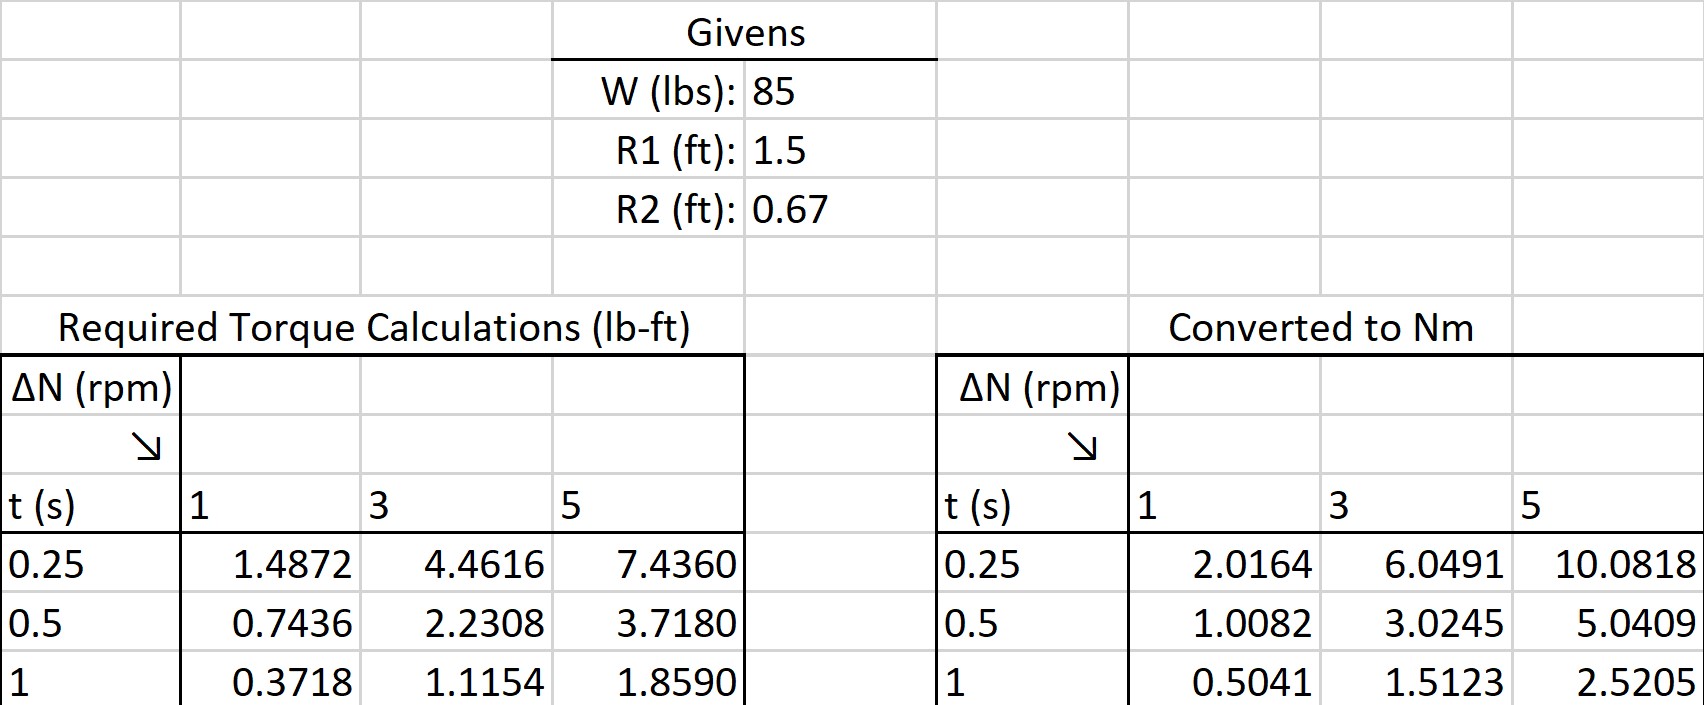 Givens
W (lbs): 85
R1 (ft): 1.5
R2 (ft): 0.67
Required Torque Calculations (lb-ft) Converted to Nm
ΔN (rpm) ΔN (rpm)
↘ ↘
t (s) 1 3 5 t (s) 1 3 5
0.25 1.4872 4.4616 7.4360 0.25 2.0164 6.0491 10.0818
0.5 0.7436 2.2308 3.7180 0.5 1.0082 3.0245 5.0409
1 0.3718 1.1154 1.8590 1 0.5041 1.5123 2.5205